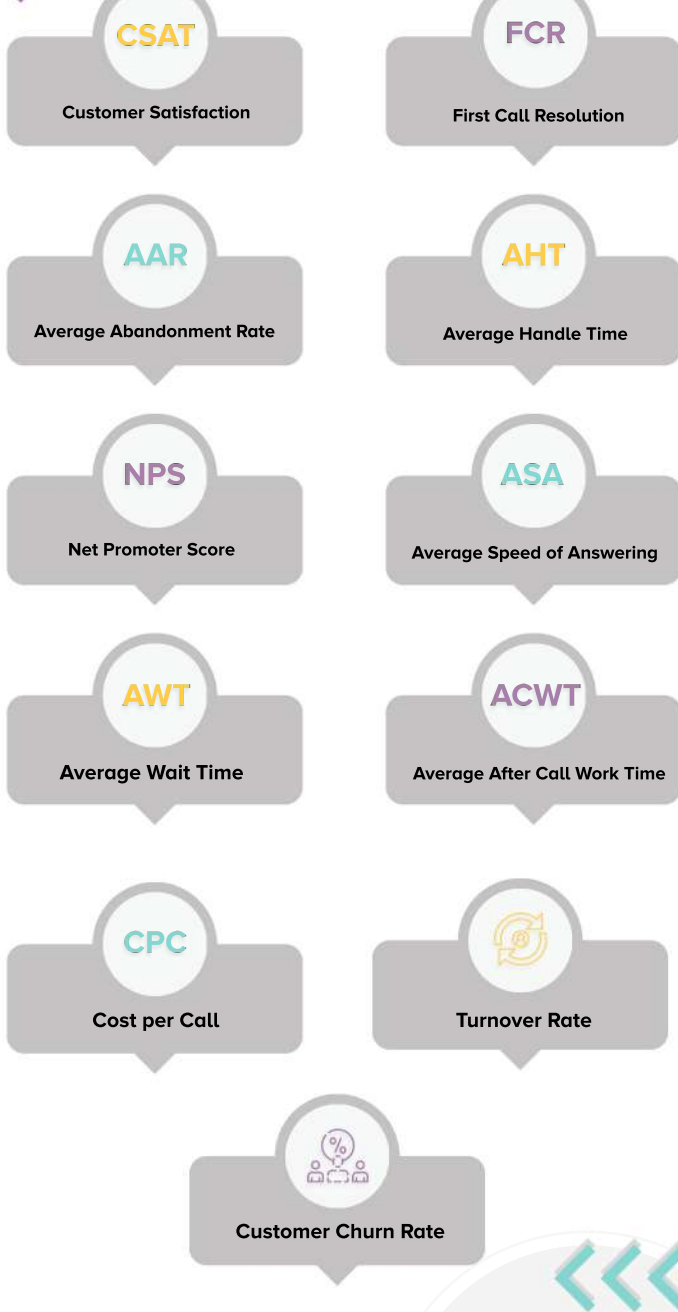 CSAT
Customer Satisfaction
FCR
First Call Resolution
AAR
Average Abandonment Rate
AHT
Average Handle Time
NPS
Net Promoter Score
ASA
Average Speed of Answering
AWT
Average Wait Time
ACWT
Average After Call Work Time
CPC
Cost per Call
Turnover Rate
%
Customer Churn Rate